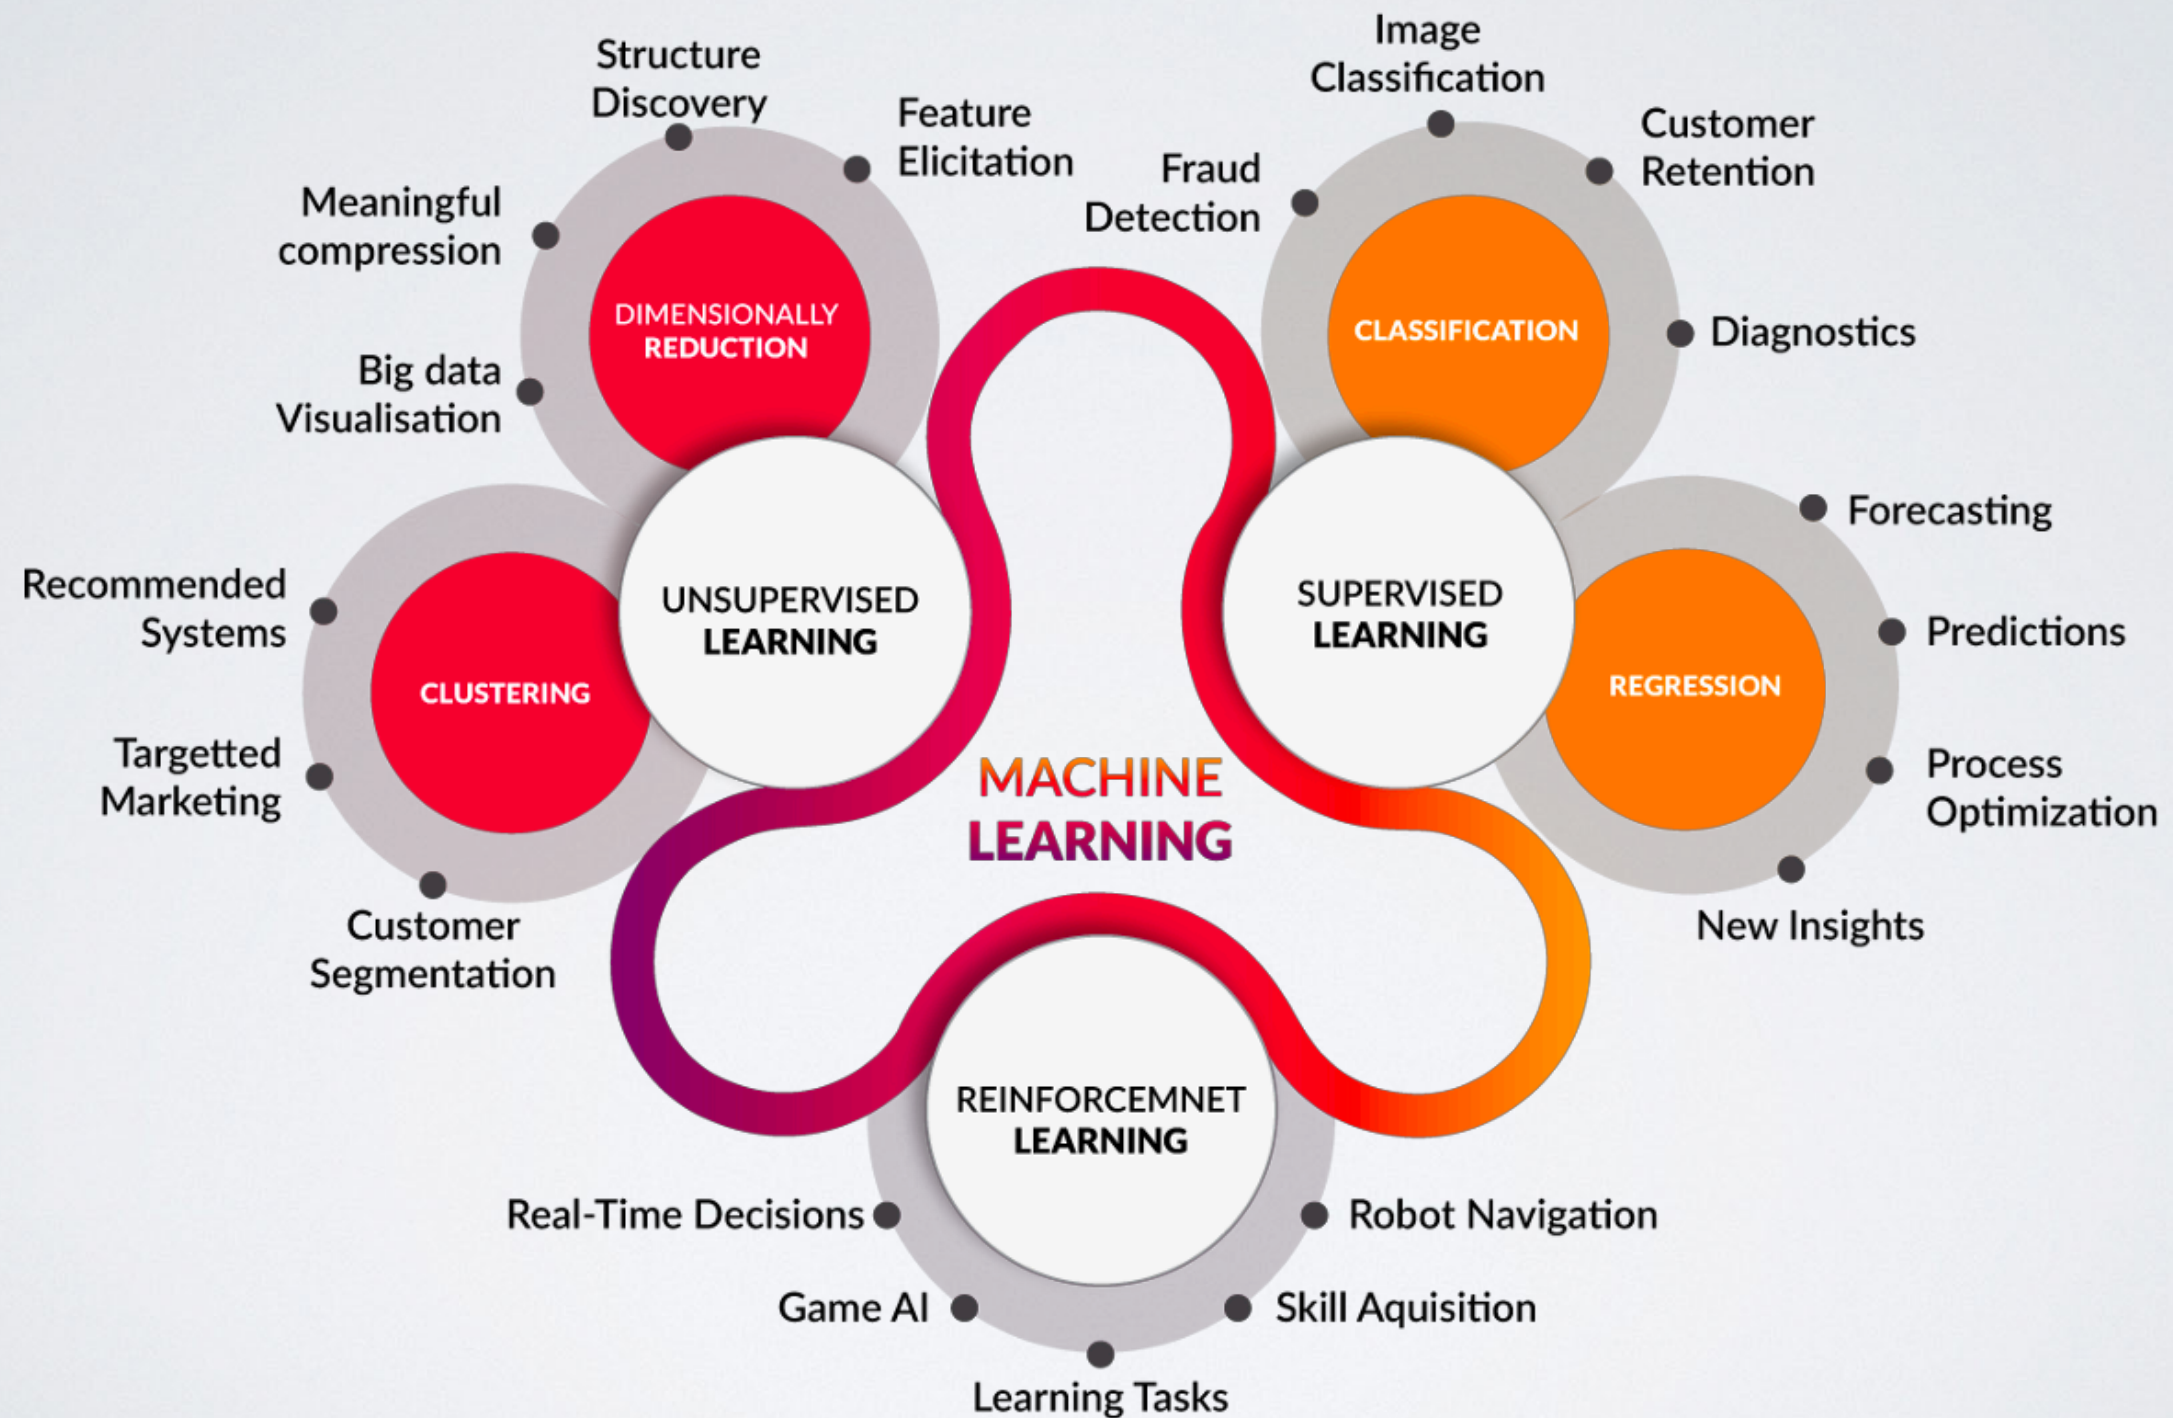 Structure
Discovery
Feature
Elicitation
Meaningful
compression
Big data
Visualisation
DIMENSIONALLY
REDUCTION
Recommended
Systems
Targetted
Marketing
Customer
Segmentation
CLUSTERING
UNSUPERVISED
LEARNING
Image
Classification
Customer
Retention
Fraud
Detection
Diagnostics
CLASSIFICATION
SUPERVISED
LEARNING
Forecasting
Predictions
Process
Optimization
New Insights
REGRESSION
MACHINE
LEARNING
REINFORCEMNET
LEARNING
Real-Time Decisions
Robot Navigation
Game AI
Skill Aquisition
Learning Tasks